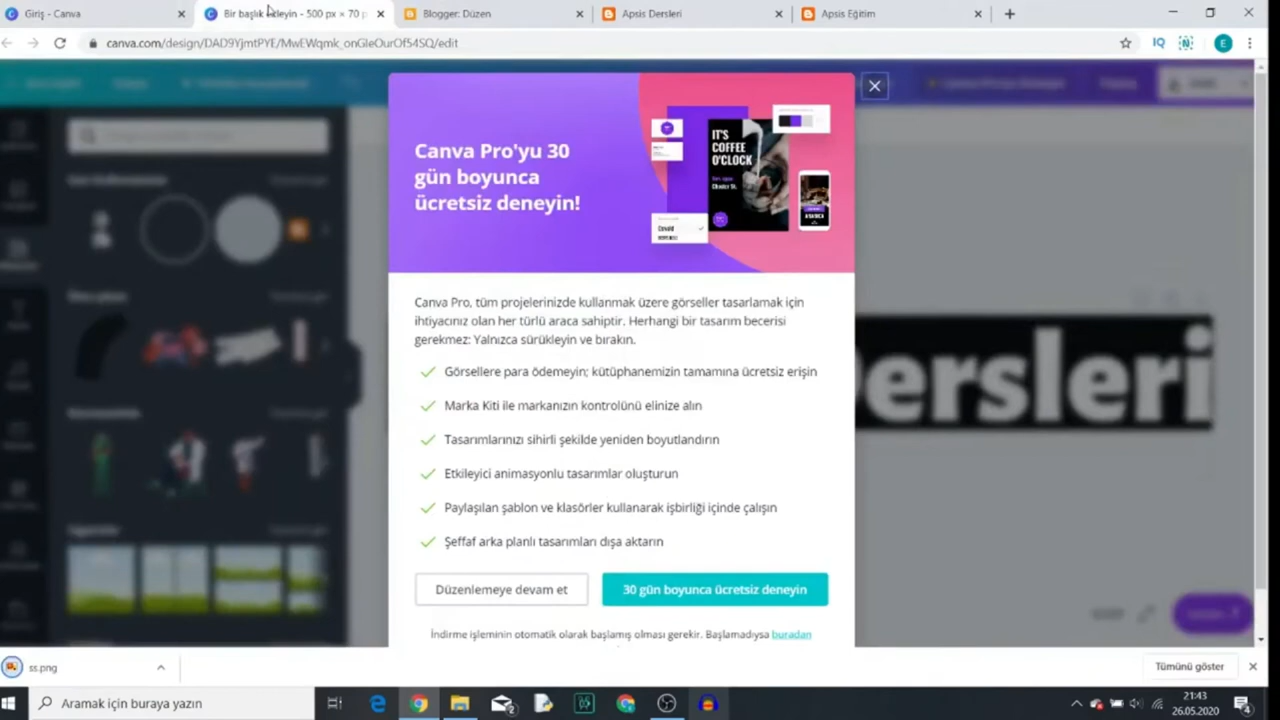 Giriş - Canva
Bir başlık ekleyin - 500 px × 70 p
Blogger: Düzen
Apsis Dersleri
Apsis Eğitim
canva.com/design/DAD9YjmtPYE/MwEWqmk_onGIeOurOf54SQ/edit
IQ
N
E
Canva Pro'yu 30
gün boyunca
ücretsiz deneyin!
IT'S
COFFEE
O'CLOCK
Canva Pro, tüm projelerinizde kullanmak üzere görseller tasarlamak için
ihtiyacınız olan her türlü araca sahiptir. Herhangi bir tasarım becerisi
gerekmez: Yalnızca sürükleyin ve bırakın.
Görsellere para ödemeyin; kütüphanemizin tamamına ücretsiz erişin
Marka Kiti ile markanızın kontrolünü elinize alın
Tasarımlarınızı sihirli şekilde yeniden boyutlandırın
Etkileyici animasyonlu tasarımlar oluşturun
Paylaşılan şablon ve klasörler kullanarak işbirliği içinde çalışın
Şeffaf arka planlı tasarımları dışa aktarın
Düzenlemeye devam et
30 gün boyunca ücretsiz deneyin
İndirme işleminin otomatik olarak başlamış olması gerekir. Başlamadıysa buradan
ersleri
ss.png
Tümünü göster
Aramak için buraya yazın
2
21:43
26.05.2020
4